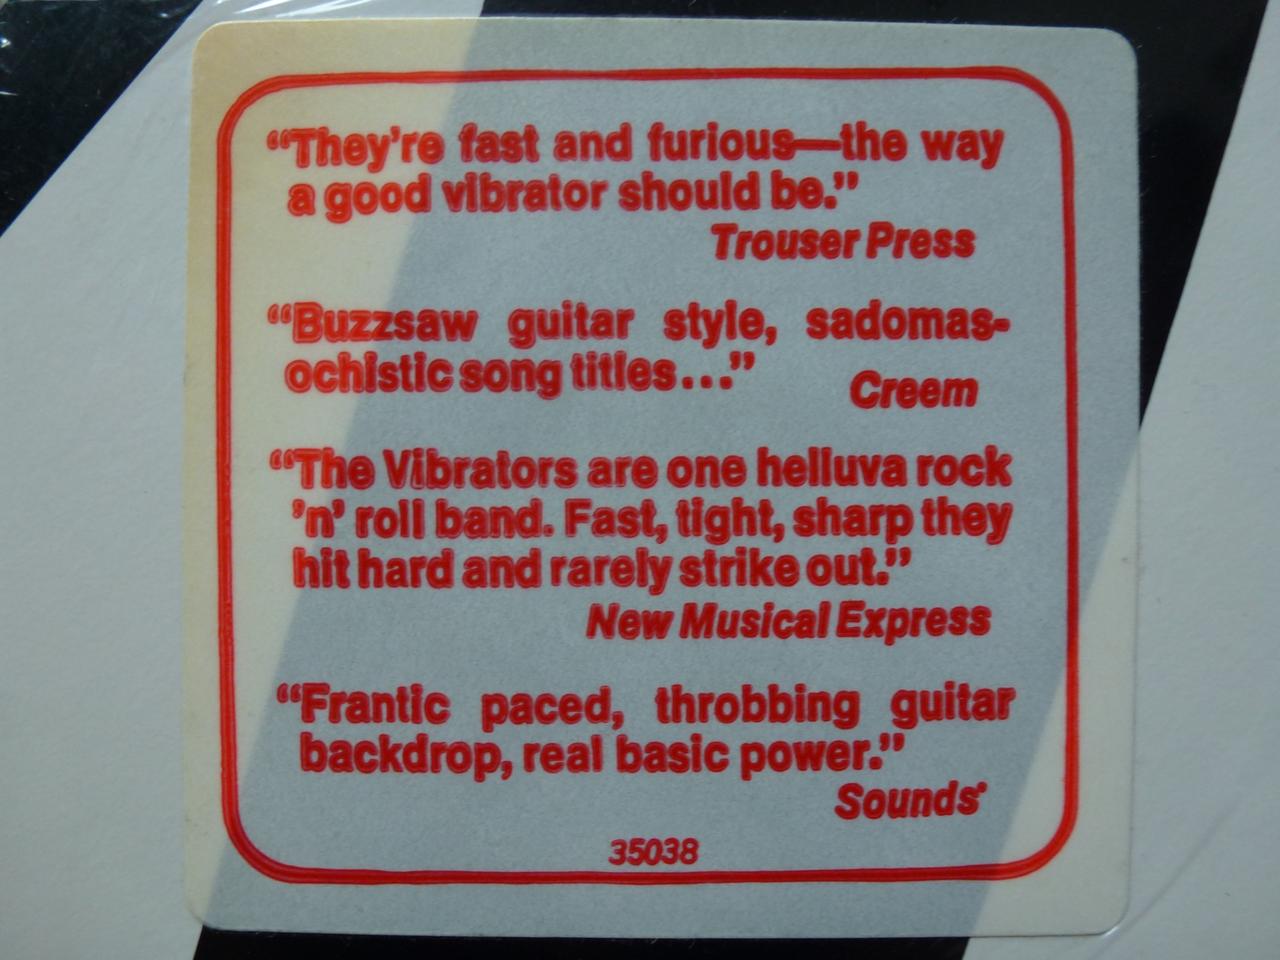 “They’re fast and furious—the way
a good vibrator should be.”
Trouser Press
“Buzzsaw guitar style, sadomas-
ochistic song titles...”
Creem
“The Vibrators are one helluva rock
’n’ roll band. Fast, tight, sharp they
hit hard and rarely strike out.”
New Musical Express
“Frantic paced, throbbing guitar
backdrop, real basic power.”
Sounds
35038